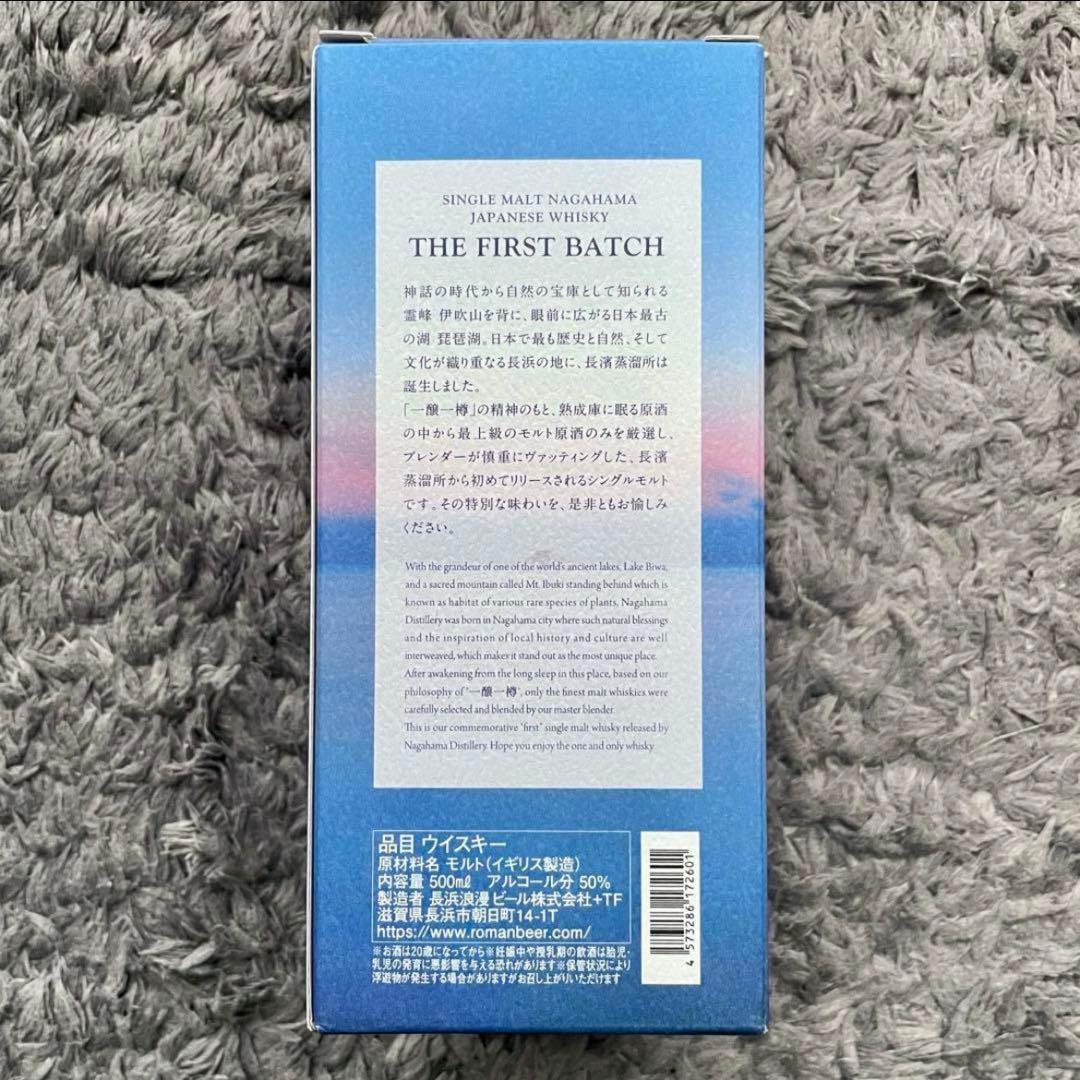 SINGLE MALT NAGAHAMA
JAPANESE WHISKY
THE FIRST BATCH
神話の時代から自然の宝庫として知られる
霊峰 伊吹山を背に、眼前に広がる日本最古
の湖 琵琶湖。日本で最も歴史と自然、そして
文化が織り重なる長浜の地に、長濱蒸溜所は
誕生しました。
「一醸一樽」の精神のもと、熟成庫に眠る原酒
の中から最上級のモルト原酒のみを厳選し、
ブレンダーが慎重にヴァッティングした、長濱
蒸溜所から初めてリリースされるシングルモルト
です。その特別な味わいを、是非ともお愉しみ
ください。
With the grandeur of one of the world's ancient lakes, Lake Biwa,
and a sacred mountain called Mt. Ibuki standing behind which is
known as habitat of various rare species of plants, Nagahama
Distillery was born in Nagahama city where such natural blessings
and the inspiration of local history and culture are well
interweaved, which makes it stand out as the most unique place.
After awakening from the long sleep in this place, based on our
philosophy of "一醸一樽", only the finest malt whiskies were
carefully selected and blended by our master blender.
This is our commemorative "first" single malt whisky released by
Nagahama Distillery. Hope you enjoy the one and only whisky.
品目 ウイスキー
原材料名 モルト(イギリス製造)
内容量 500㎖ アルコール分 50%
製造者 長浜浪漫ビール株式会社+TF
滋賀県長浜市朝日町14-1T
https://www.romanbeer.com/
※お酒は20歳になってから※妊娠中や授乳期の飲酒は胎児・
乳児の発育に悪影響を与える恐れがあります※保管状況により
浮遊物が発生する場合がありますがお召し上がりいただけます
4 573286 172601